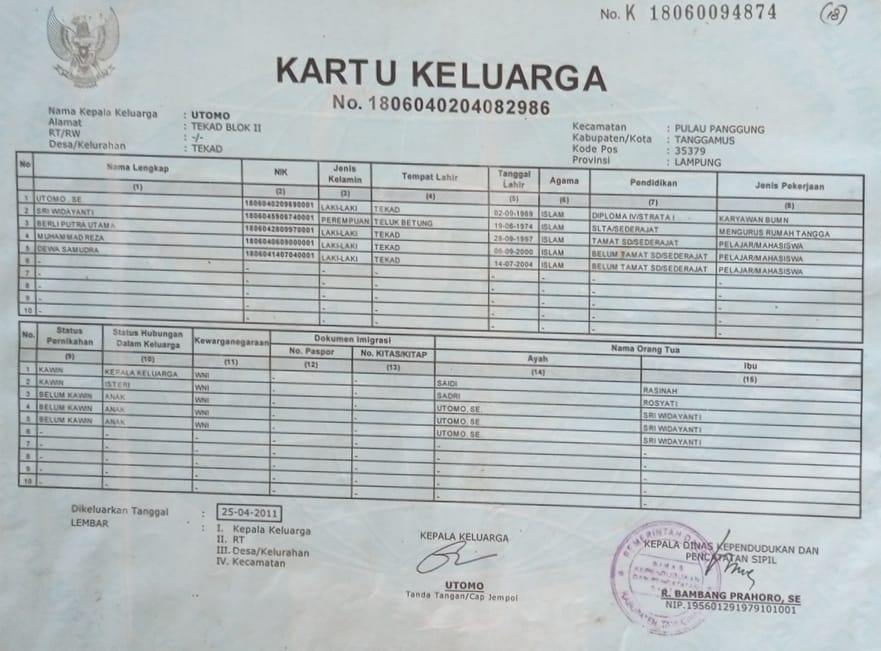 No. K 18060094874
(18)
KARTU KELUARGA
No. 1806040204082986
Nama Kepala Keluarga : UTOMO
Alamat : TEKAD BLOK II
RT/RW : -/-
Desa/Kelurahan : TEKAD
Kecamatan : PULAU PANGGUNG
Kabupaten/Kota : TANGGAMUS
Kode Pos : 35379
Provinsi : LAMPUNG
No Nama Lengkap NIK Jenis Kelamin Tempat Lahir Tanggal Lahir Agama Pendidikan Jenis Pekerjaan
(1) (2) (3) (4) (5) (6) (7) (8)
1 UTOMO, SE 1806040209690001 LAKI-LAKI TEKAD 02-09-1969 ISLAM DIPLOMA IV/STRATA I KARYAWAN BUMN
2 SRI WIDAYANTI 1806045906740001 PEREMPUAN TELUK BETUNG 19-06-1974 ISLAM SLTA/SEDERAJAT MENGURUS RUMAH TANGGA
3 BERLI PUTRA UTAMA 1806042809970001 LAKI-LAKI TEKAD 28-09-1997 ISLAM TAMAT SD/SEDERAJAT PELAJAR/MAHASISWA
4 MUHAMMAD REZA 1806040609000001 LAKI-LAKI TEKAD 06-09-2000 ISLAM BELUM TAMAT SD/SEDERAJAT PELAJAR/MAHASISWA
5 DEWA SAMUDRA 1806041407040001 LAKI-LAKI TEKAD 14-07-2004 ISLAM BELUM TAMAT SD/SEDERAJAT PELAJAR/MAHASISWA
6 - - - - - - - -
7 - - - - - - - -
8 - - - - - - - -
9 - - - - - - - -
10 - - - - - - - -
No. Status Pernikahan Status Hubungan Dalam Keluarga Kewarganegaraan Dokumen Imigrasi Nama Orang Tua
No. Paspor No. KITAS/KITAP Ayah Ibu
(9) (10) (11) (12) (13) (14) (15)
1 KAWIN KEPALA KELUARGA WNI - - SAIDI RASINAH
2 KAWIN ISTERI WNI - - SADRI ROSYATI
3 BELUM KAWIN ANAK WNI - - UTOMO, SE. SRI WIDAYANTI
4 BELUM KAWIN ANAK WNI - - UTOMO, SE. SRI WIDAYANTI
5 BELUM KAWIN ANAK WNI - - UTOMO, SE. SRI WIDAYANTI
6 - - - - - - -
7 - - - - - - -
8 - - - - - - -
9 - - - - - - -
10 - - - - - - -
Dikeluarkan Tanggal : 25-04-2011
LEMBAR : I. Kepala Keluarga
II. RT
III. Desa/Kelurahan
IV. Kecamatan
KEPALA KELUARGA
UTOMO
Tanda Tangan/Cap Jempol
KEPALA DINAS KEPENDUDUKAN DAN
PENCATATAN SIPIL
R. BAMBANG PRAHORO, SE
NIP.195601291979101001
PEMERINTAH
DINAS
KEPENDUDUKAN
KABUPATEN